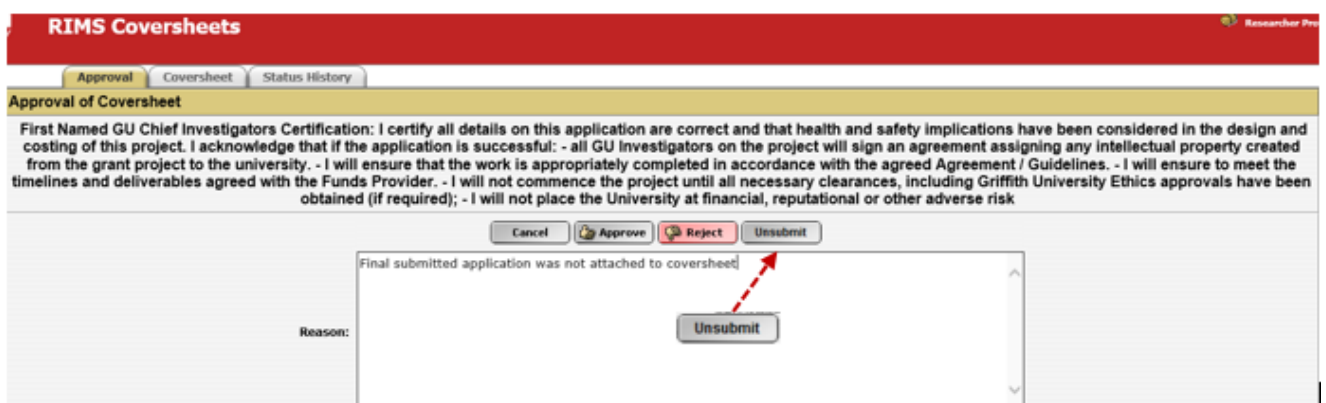 RIMS Coversheets
Researcher Pro
Approval Coversheet Status History
Approval of Coversheet
First Named GU Chief Investigators Certification: I certify all details on this application are correct and that health and safety implications have been considered in the design and
costing of this project. I acknowledge that if the application is successful: - all GU Investigators on the project will sign an agreement assigning any intellectual property created
from the grant project to the university. - I will ensure that the work is appropriately completed in accordance with the agreed Agreement / Guidelines. - I will ensure to meet the
timelines and deliverables agreed with the Funds Provider. - I will not commence the project until all necessary clearances, including Griffith University Ethics approvals have been
obtained (if required); - I will not place the University at financial, reputational or other adverse risk
Cancel Approve Reject Unsubmit
Final submitted application was not attached to coversheet
Unsubmit
Reason: